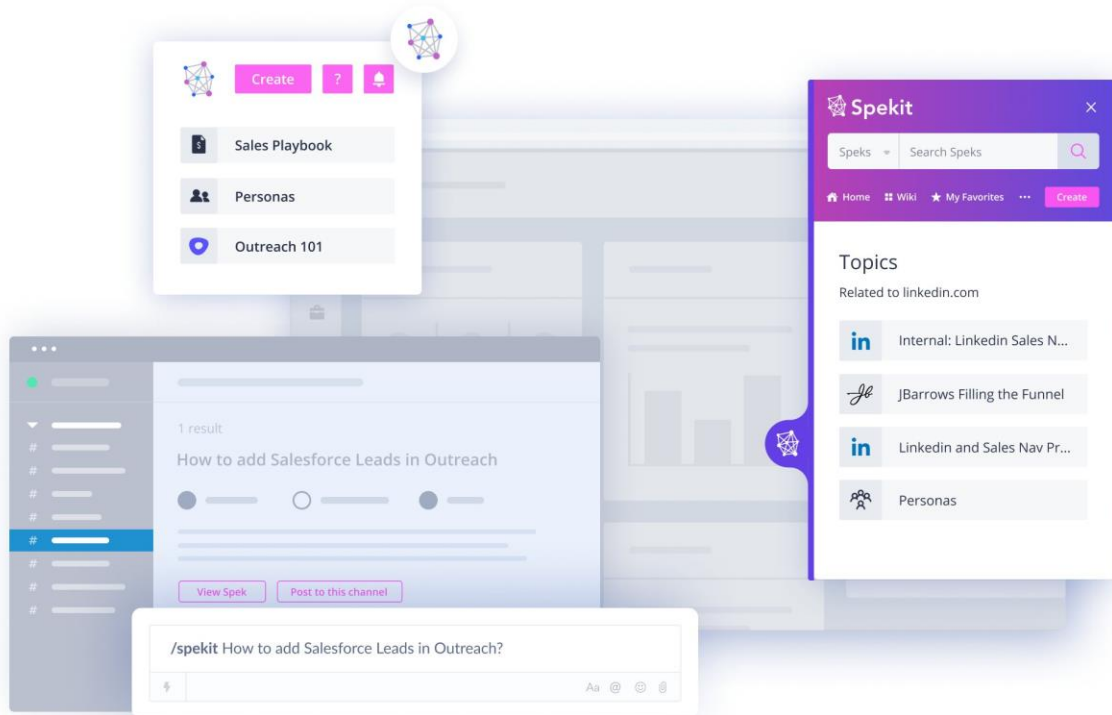 Create ?
Sales Playbook
Personas
Outreach 101
Spekit ×
Speks Search Speks
Home Wiki My Favorites ... Create
Topics
Related to linkedin.com
in Internal: Linkedin Sales N...
JB JBarrows Filling the Funnel
in Linkedin and Sales Nav Pr...
Personas
1 result
How to add Salesforce Leads in Outreach
#
#
#
#
#
#
#
#
View Spek Post to this channel
/spekit How to add Salesforce Leads in Outreach?
Aa @